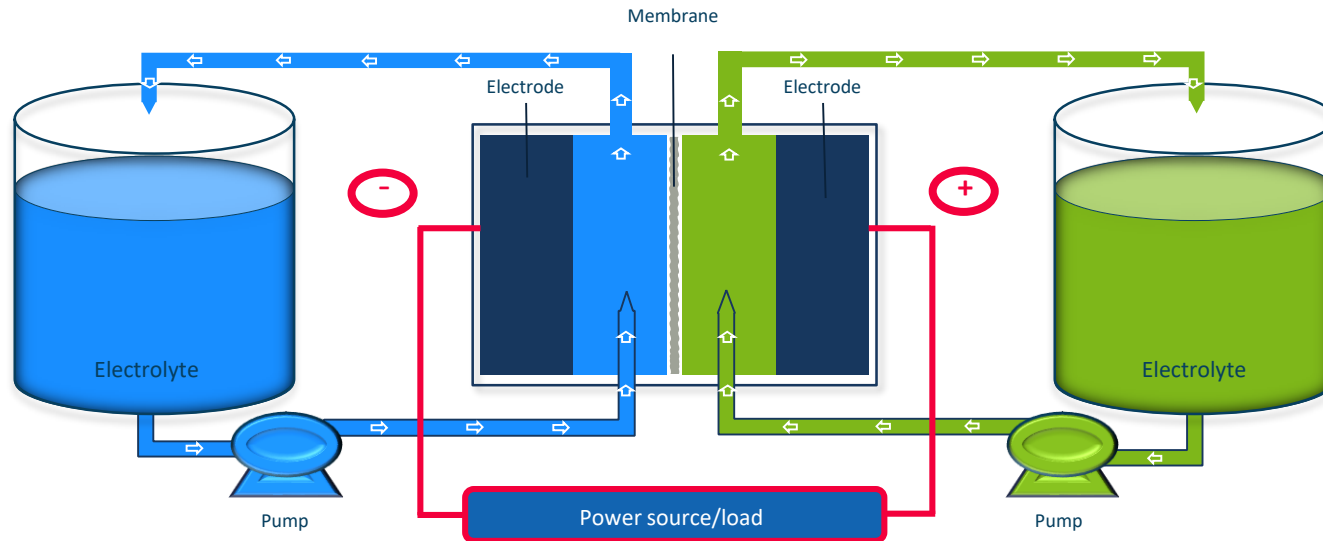 Membrane
Electrode
Electrode
-
+
Electrolyte
Electrolyte
Pump
Power source/load
Pump